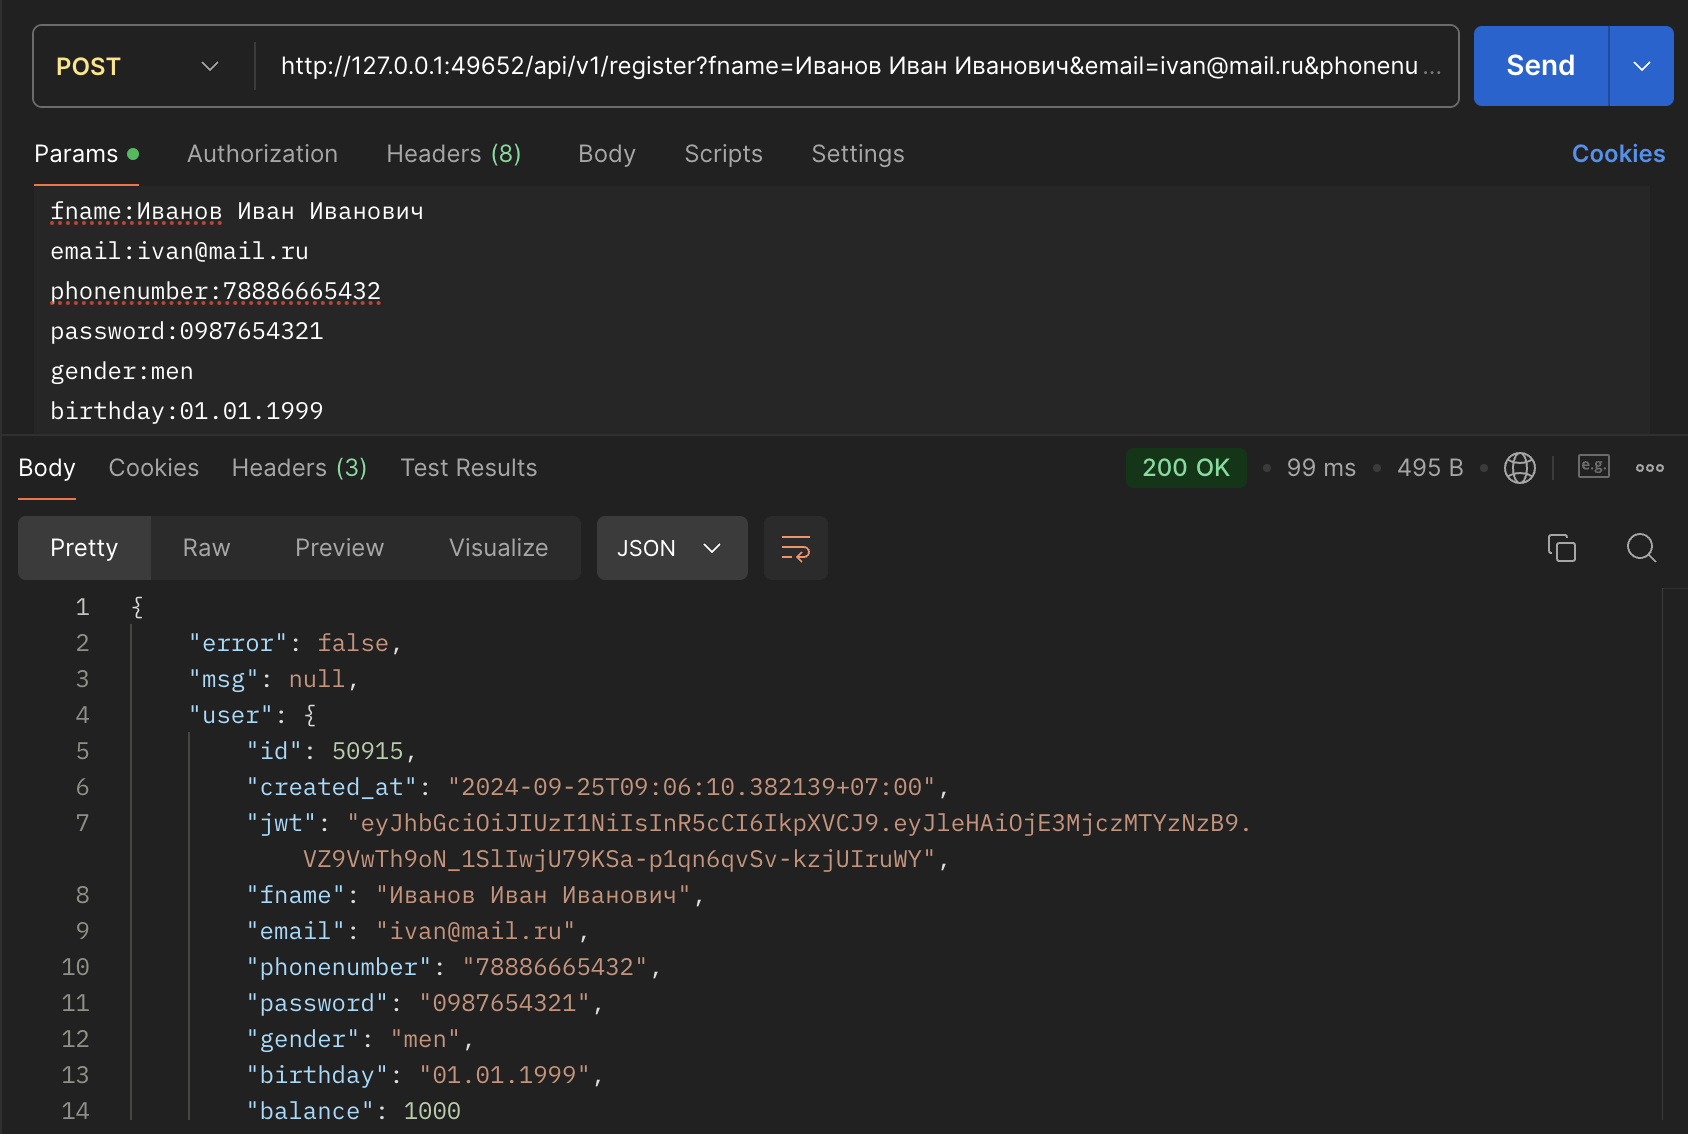 POST http://127.0.0.1:49652/api/v1/register?fname=Иванов Иван Иванович&email=ivan@mail.ru&phonenu ... Send
Params Authorization Headers (8) Body Scripts Settings Cookies
fname:Иванов Иван Иванович
email:ivan@mail.ru
phonenumber:78886665432
password:0987654321
gender:men
birthday:01.01.1999
Body Cookies Headers (3) Test Results 200 OK 99 ms 495 B e.g.
Pretty Raw Preview Visualize JSON
1 {
2 "error": false,
3 "msg": null,
4 "user": {
5 "id": 50915,
6 "created_at": "2024-09-25T09:06:10.382139+07:00",
7 "jwt": "eyJhbGciOiJIUzI1NiIsInR5cCI6IkpXVCJ9.eyJleHAiOjE3MjczMTYzNzB9.
VZ9VwTh9oN_1SlIwjU79KSa-p1qn6qvSv-kzjUIruWY",
8 "fname": "Иванов Иван Иванович",
9 "email": "ivan@mail.ru",
10 "phonenumber": "78886665432",
11 "password": "0987654321",
12 "gender": "men",
13 "birthday": "01.01.1999",
14 "balance": 1000